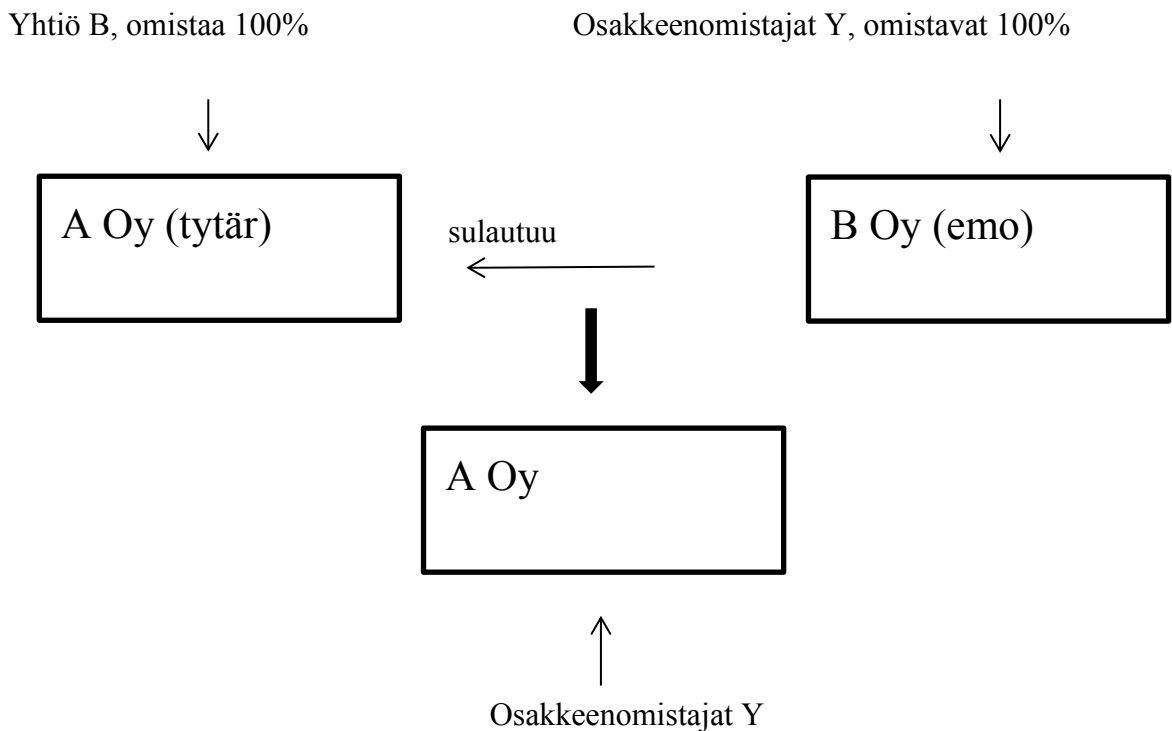 Yhtiö B, omistaa 100%
Osakkeenomistajat Y, omistavat 100%
A Oy (tytär)
sulautuu
B Oy (emo)
A Oy
Osakkeenomistajat Y